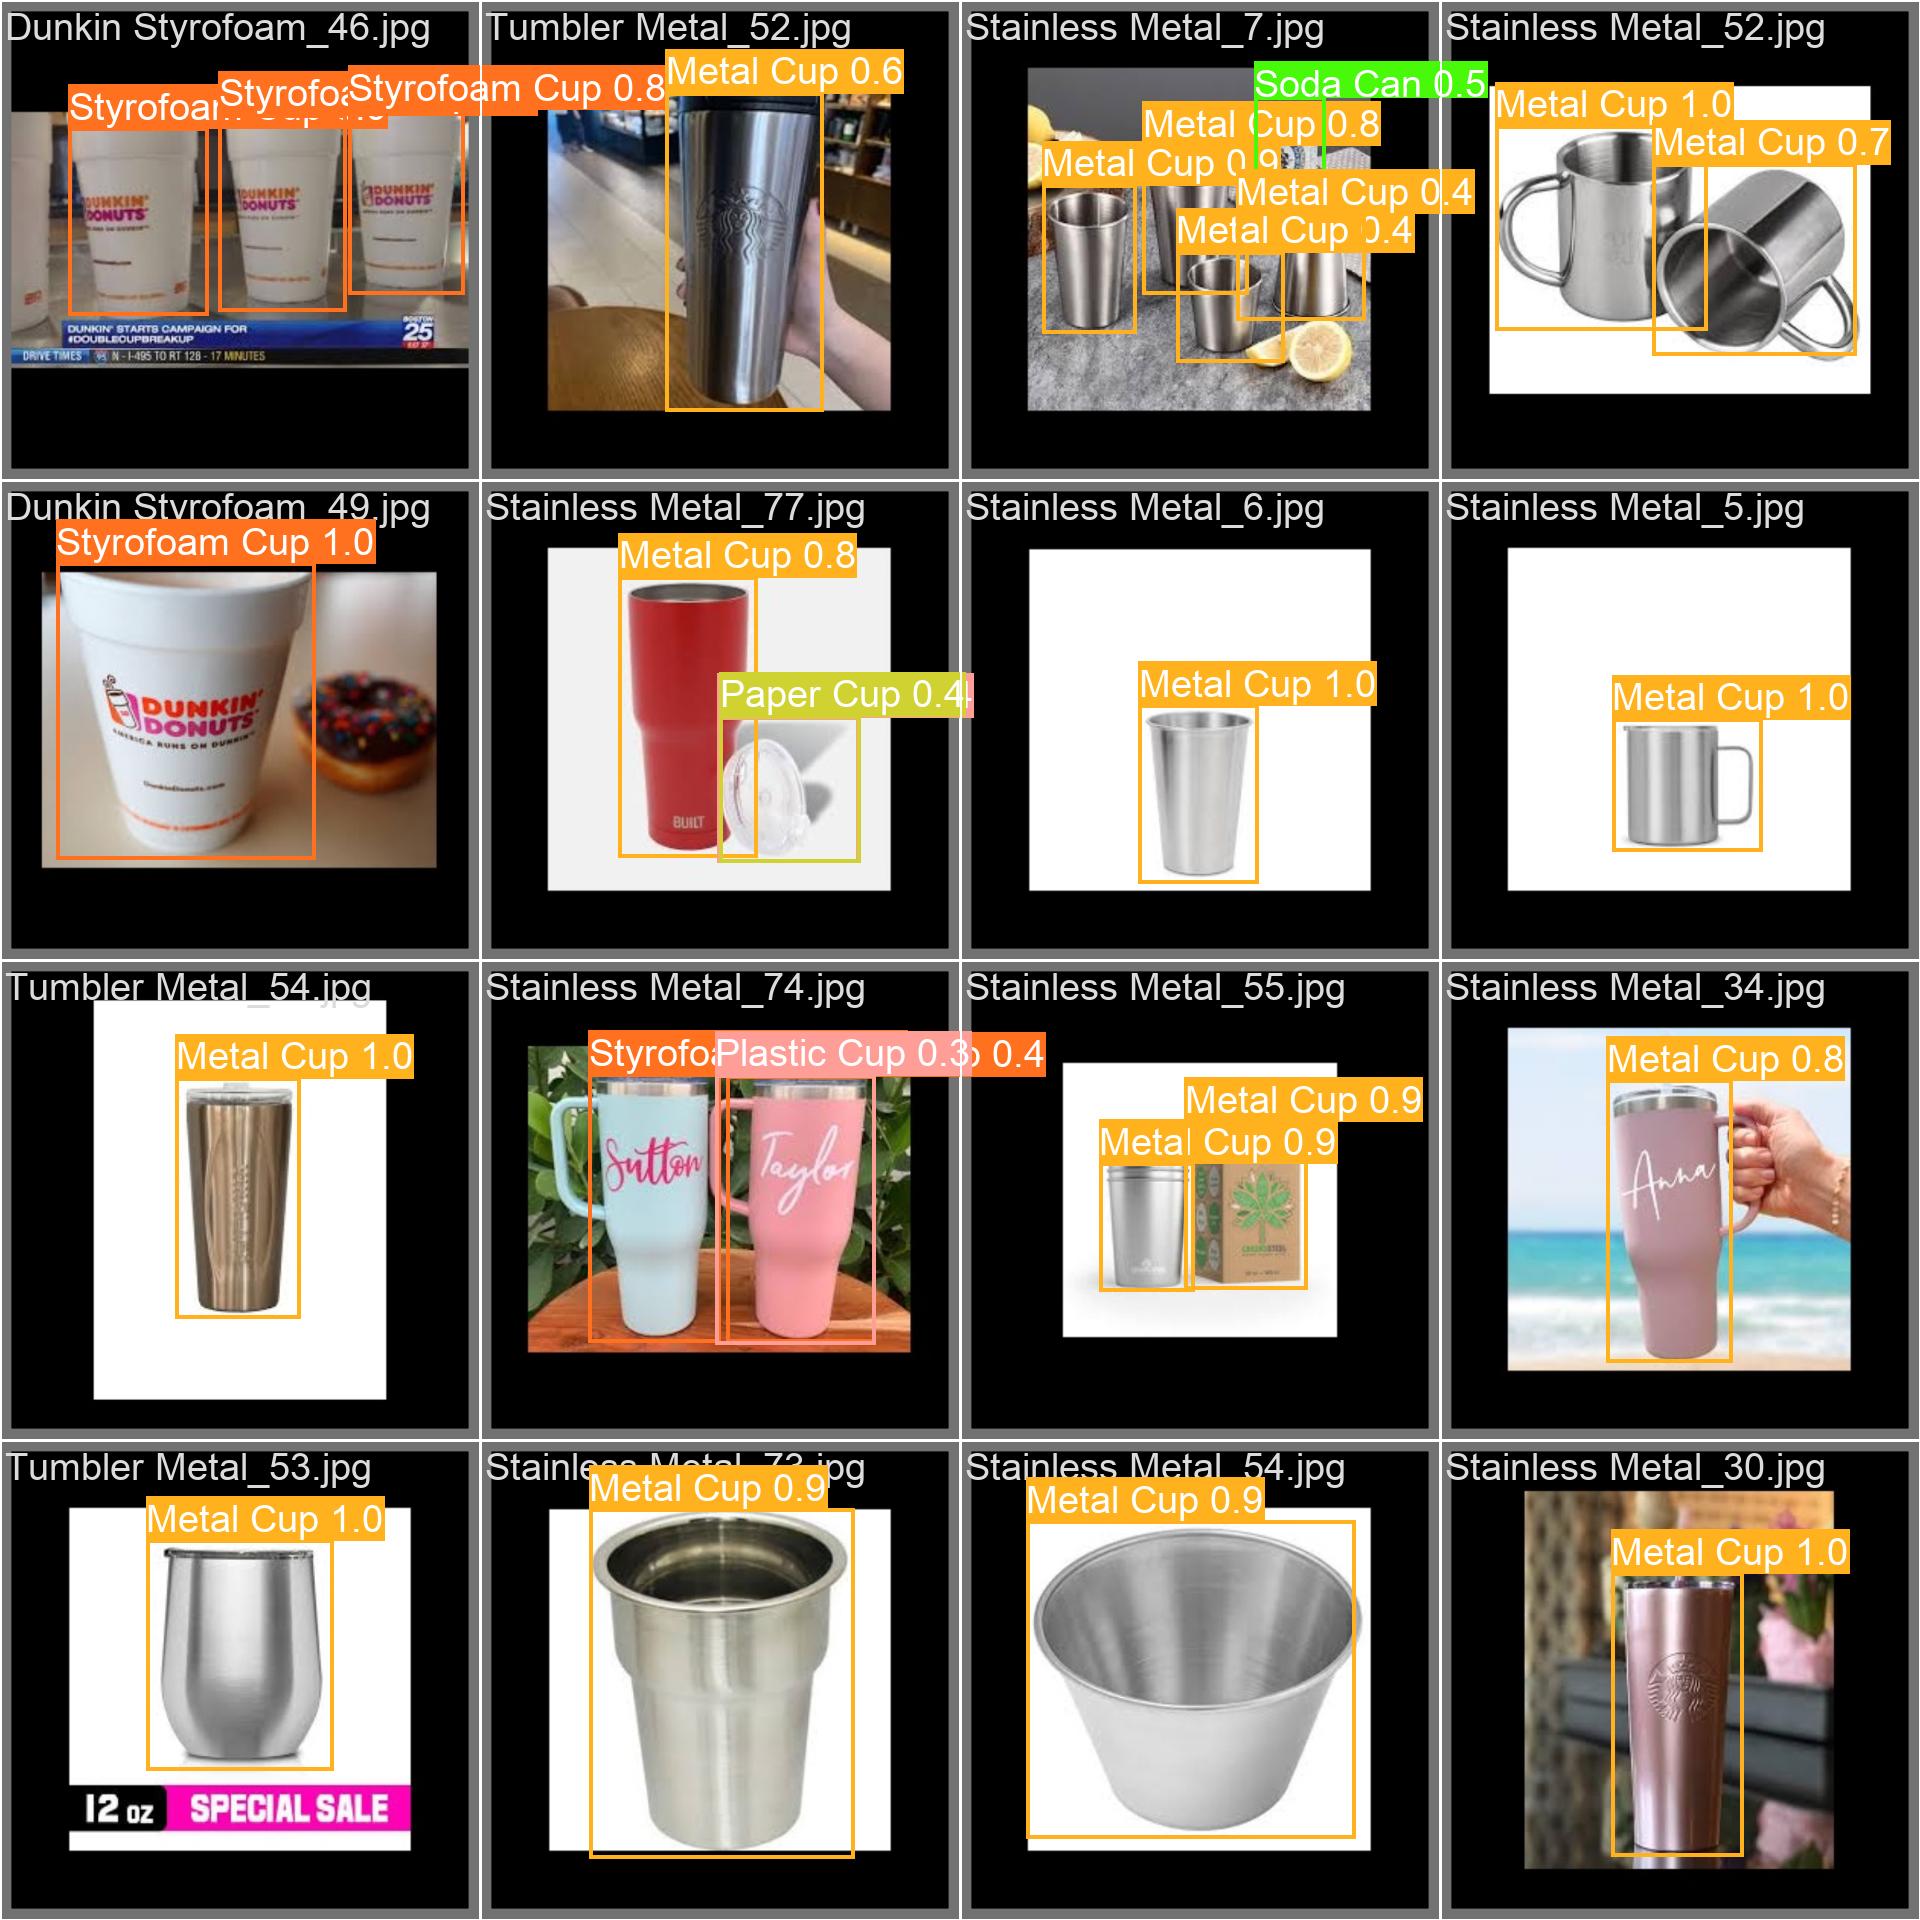 Dunkin Styrofoam_46.jpg
Styrofoam Cup 0.8
DUNKIN'
DONUTS
DUNKIN'
DONUTS
DUNKIN'
DONUTS
DUNKIN' STARTS CAMPAIGN FOR
#DOUBLECUPBREAKUP
BOSTON
25
DRIVE TIMES
N - I-495 TO RT 128 - 17 MINUTES
Tumbler Metal_52.jpg
Metal Cup 0.6
Stainless Metal_7.jpg
Soda Can 0.5
Metal Cup 0.8
Metal Cup 0.9
Metal Cup 0.4
Metal Cup 0.4
Stainless Metal_52.jpg
Metal Cup 1.0
Metal Cup 0.7
Dunkin Styrofoam_49.jpg
Styrofoam Cup 1.0
DUNKIN'
DONUTS
AMERICA RUNS ON DUNKIN'
DunkinDonuts.com
Stainless Metal_77.jpg
Metal Cup 0.8
Paper Cup 0.4
BUILT
Stainless Metal_6.jpg
Metal Cup 1.0
Stainless Metal_5.jpg
Metal Cup 1.0
Tumbler Metal_54.jpg
Metal Cup 1.0
Stainless Metal_74.jpg
Plastic Cup 0.3
0.4
Sutton
Taylor
Stainless Metal_55.jpg
Metal Cup 0.9
Metal Cup 0.9
Stainless Metal_34.jpg
Metal Cup 0.8
Anna
Tumbler Metal_53.jpg
Metal Cup 1.0
12 OZ SPECIAL SALE
Stainless Metal_73.jpg
Metal Cup 0.9
Stainless Metal_54.jpg
Metal Cup 0.9
Stainless Metal_30.jpg
Metal Cup 1.0